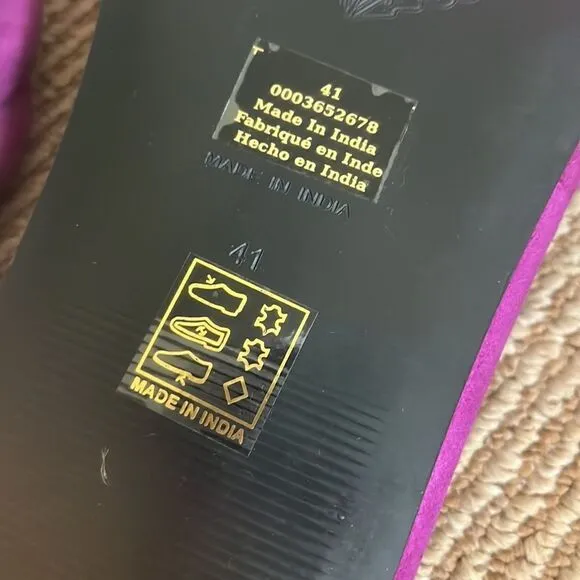 T
41
0003652678
Made In India
Fabriqué en Inde
Hecho en India
MADE IN INDIA
41
MADE IN INDIA